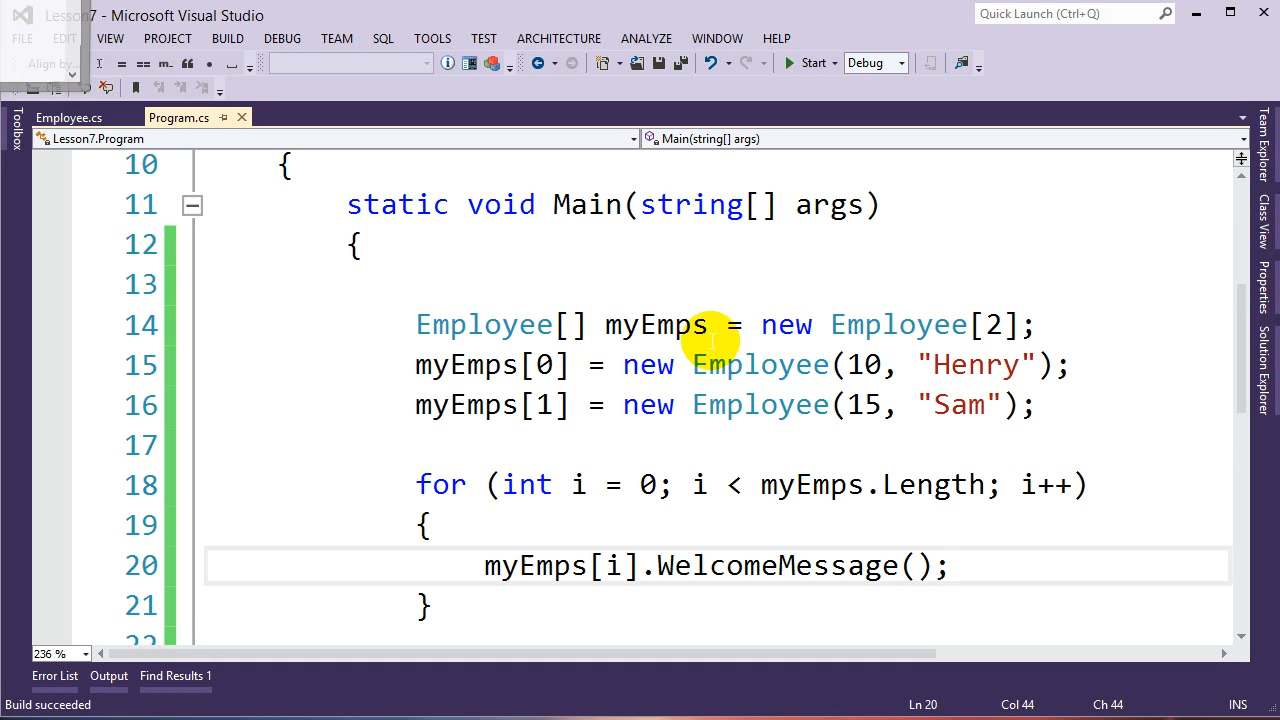 Lesson7 - Microsoft Visual Studio
Quick Launch (Ctrl+Q)
FILE EDIT VIEW PROJECT BUILD DEBUG TEAM SQL TOOLS TEST ARCHITECTURE ANALYZE WINDOW HELP
Align by... Start Debug
Employee.cs Program.cs
Lesson7.Program Main(string[] args)
Toolbox
Team Explorer
Class View
Properties
Solution Explorer
10 {
11 static void Main(string[] args)
12 {
13
14 Employee[] myEmps = new Employee[2];
15 myEmps[0] = new Employee(10, "Henry");
16 myEmps[1] = new Employee(15, "Sam");
17
18 for (int i = 0; i < myEmps.Length; i++)
19 {
20 myEmps[i].WelcomeMessage();
21 }
22
236 %
Error List Output Find Results 1
Build succeeded Ln 20 Col 44 Ch 44 INS